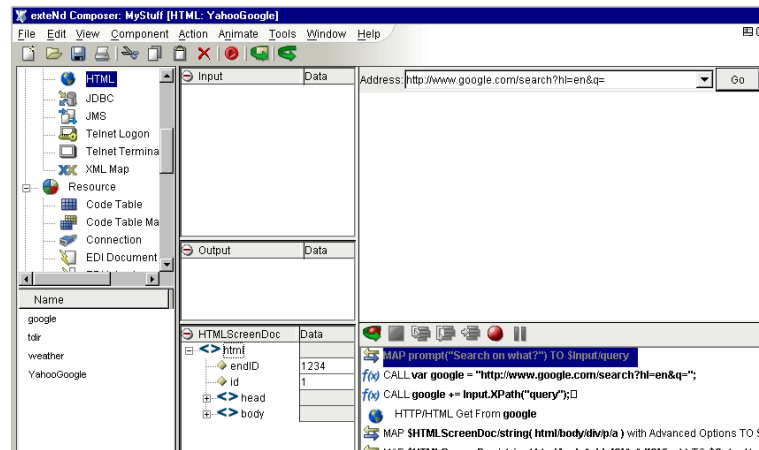 exteNd Composer: MyStuff [HTML: YahooGoogle]
File Edit View Component Action Animate Tools Window Help
HTML
JDBC
JMS
Telnet Logon
Telnet Termina
XML Map
Resource
Code Table
Code Table Ma
Connection
EDI Document
Name
google
tdir
weather
YahooGoogle
Input Data
Output Data
HTMLScreenDoc Data
html
endID 1234
id 1
head
body
Address: http://www.google.com/search?hl=en&q= Go
MAP prompt("Search on what?") TO $Input/query
f(x) CALL var google = "http://www.google.com/search?hl=en&q=";
f(x) CALL google += Input.XPath("query");
HTTP/HTML Get From google
MAP $HTMLScreenDoc/string( html/body/div/p/a ) with Advanced Options TO $